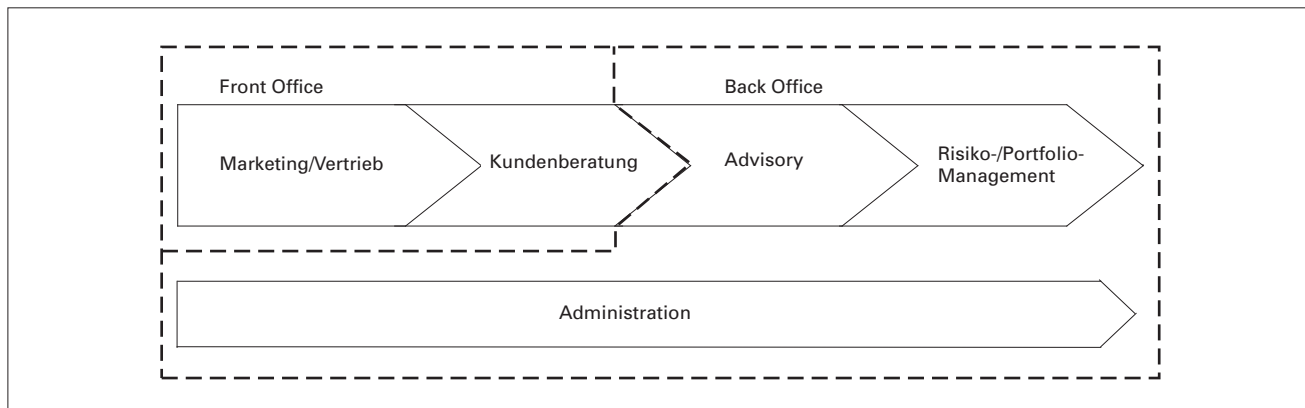 Front Office
Back Office
Marketing/Vertrieb
Kundenberatung
Advisory
Risiko-/Portfolio-
Management
Administration